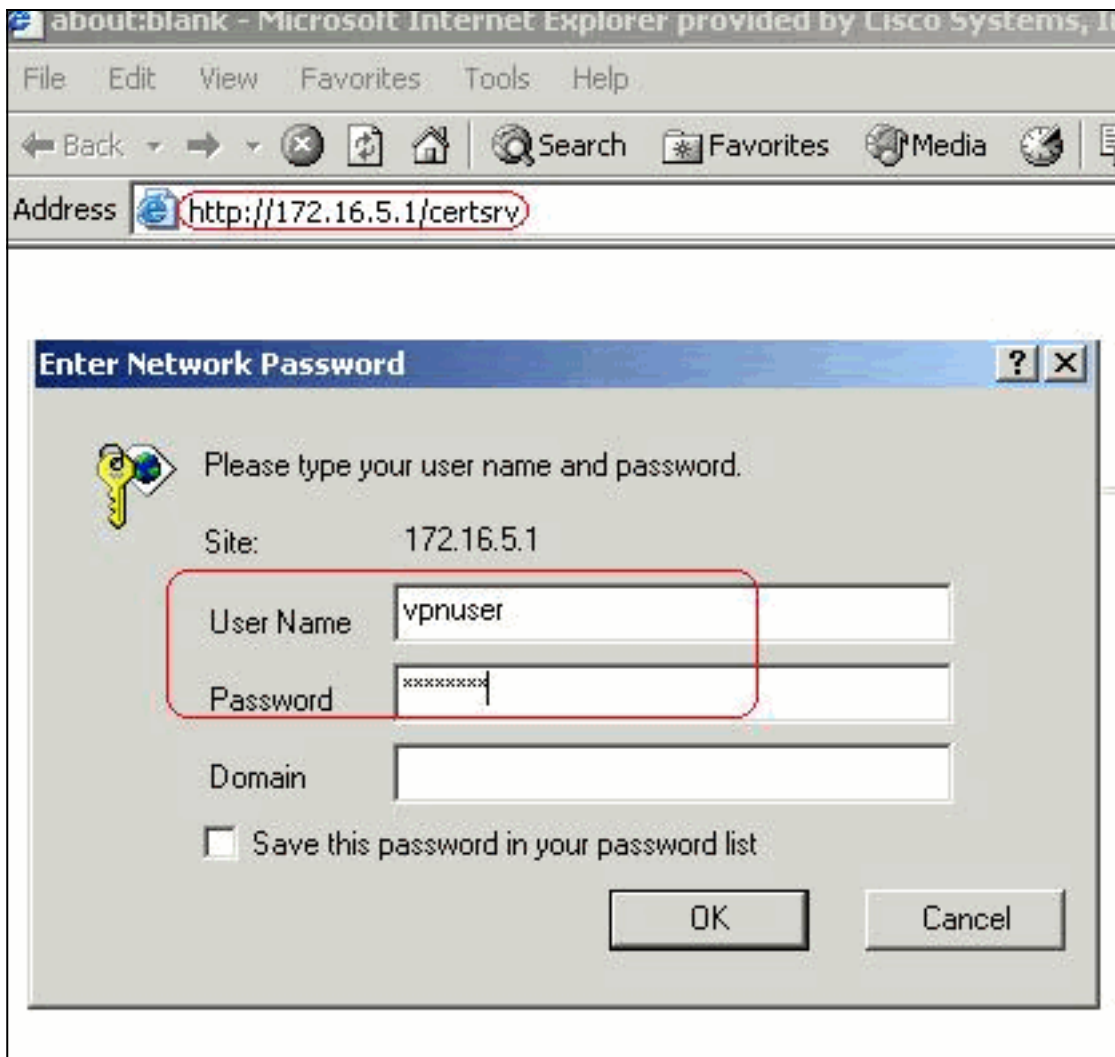 about:blank - Microsoft Internet Explorer provided by Cisco Systems,
File Edit View Favorites Tools Help
Back Search Favorites Media
Address http://172.16.5.1/certsrv
Enter Network Password
Please type your user name and password.
Site: 172.16.5.1
User Name vpnuser
Password ××××××××
Domain
Save this password in your password list
OK Cancel